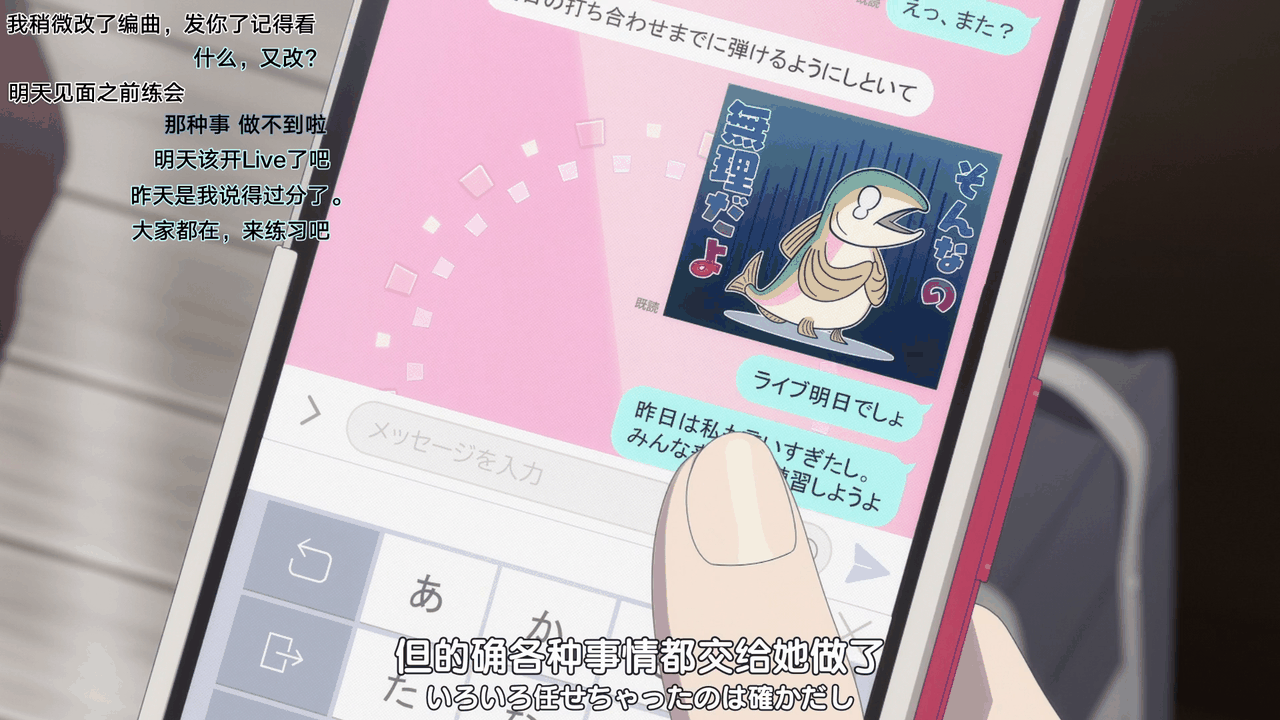 我稍微改了编曲，发你了记得看
什么，又改？
明天见面之前练会
那种事 做不到啦
明天该开Live了吧
昨天是我说得过分了。
大家都在，来练习吧
既読
えっ、また？
の打ち合わせまでに弾けるようにしといて
そんなの
無理だよ
既読
ライブ明日でしょ
昨日は私も言いすぎたし。
みんな
練習しようよ
メッセージを入力
あ
か
た
但的确各种事情都交给她做了
いろいろ任せちゃったのは確かだし